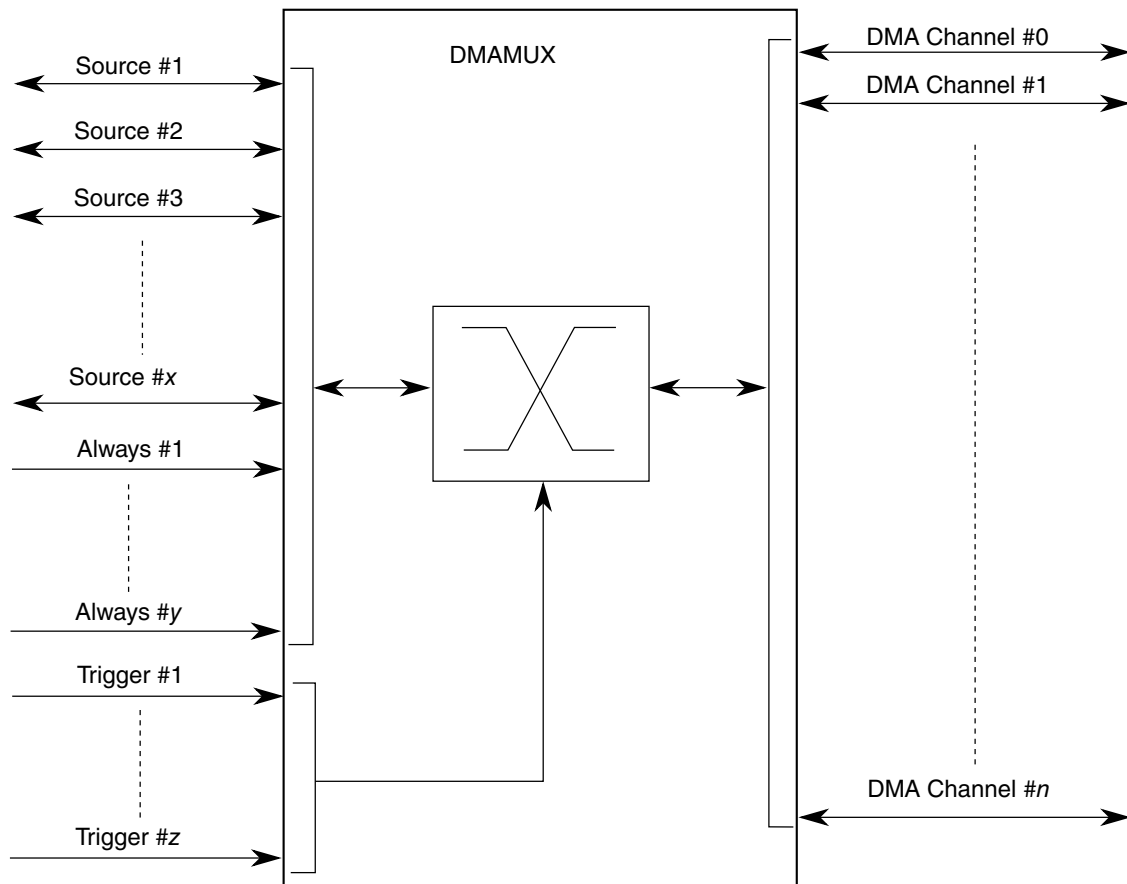 DMAMUX
Source #1
Source #2
Source #3
Source #x
Always #1
Always #y
Trigger #1
Trigger #z
DMA Channel #0
DMA Channel #1
DMA Channel #n